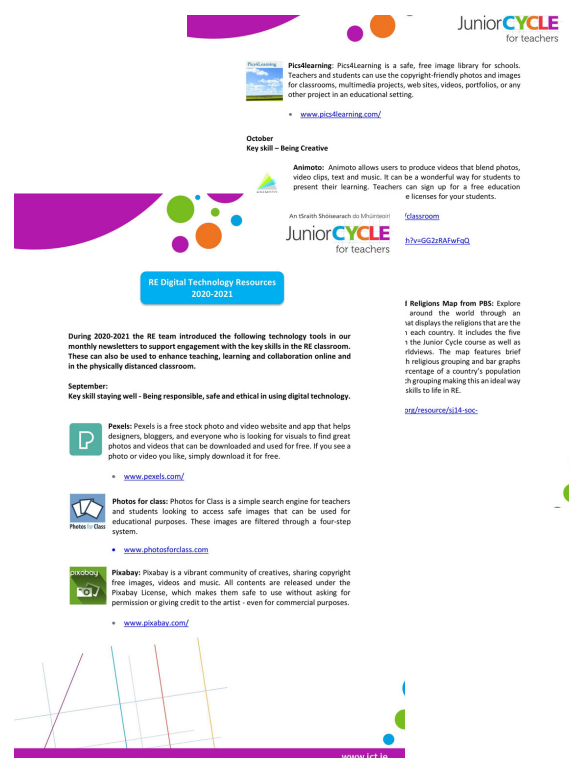 Junior CYCLE
for teachers
Pics4Learning
Pics4learning: Pics4Learning is a safe, free image library for schools.
Teachers and students can use the copyright-friendly photos and images
for classrooms, multimedia projects, web sites, videos, portfolios, or any
other project in an educational setting.
• www.pics4learning.com/
October
Key skill – Being Creative
Animoto: Animoto allows users to produce videos that blend photos,
video clips, text and music. It can be a wonderful way for students to
present their learning. Teachers can sign up for a free education
e licenses for your students.
ANIMOTO
/classroom
h?v=GG2zRAFwFqQ
Religions Map from PBS: Explore
around the world through an
hat displays the religions that are the
each country. It includes the five
the Junior Cycle course as well as
rldviews. The map features brief
h religious grouping and bar graphs
rcentage of a country's population
ch grouping making this an ideal way
skills to life in RE.
org/resource/sj14-soc-
An tSraith Shóisearach do Mhúinteoirí
Junior CYCLE
for teachers
RE Digital Technology Resources
2020-2021
During 2020-2021 the RE team introduced the following technology tools in our
monthly newsletters to support engagement with the key skills in the RE classroom.
These can also be used to enhance teaching, learning and collaboration online and
in the physically distanced classroom.
September:
Key skill staying well - Being responsible, safe and ethical in using digital technology.
Pexels: Pexels is a free stock photo and video website and app that helps
designers, bloggers, and everyone who is looking for visuals to find great
photos and videos that can be downloaded and used for free. If you see a
photo or video you like, simply download it for free.
• www.pexels.com/
Photos for Class
Photos for class: Photos for Class is a simple search engine for teachers
and students looking to access safe images that can be used for
educational purposes. These images are filtered through a four-step
system.
• www.photosforclass.com
pixabay
Pixabay: Pixabay is a vibrant community of creatives, sharing copyright
free images, videos and music. All contents are released under the
Pixabay License, which makes them safe to use without asking for
permission or giving credit to the artist - even for commercial purposes.
• www.pixabay.com/
www.jct.ie